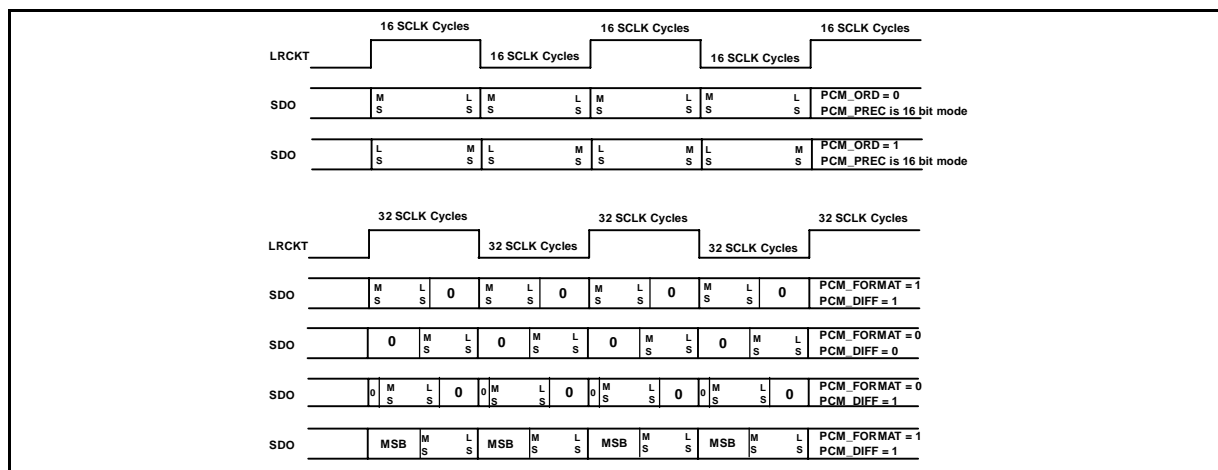 16 SCLK Cycles 16 SCLK Cycles 16 SCLK Cycles
16 SCLK Cycles 16 SCLK Cycles
LRCKT
SDO M S L S M S L S M S L S M S L S PCM_ORD = 0
PCM_PREC is 16 bit mode
SDO L S M S L S M S L S M S L S M S PCM_ORD = 1
PCM_PREC is 16 bit mode
32 SCLK Cycles 32 SCLK Cycles 32 SCLK Cycles
32 SCLK Cycles 32 SCLK Cycles
LRCKT
SDO M S L S 0 M S L S 0 M S L S 0 M S L S 0 PCM_FORMAT = 1
PCM_DIFF = 1
SDO 0 M S L S 0 M S L S 0 M S L S 0 M S L S PCM_FORMAT = 0
PCM_DIFF = 0
SDO 0 M S L S 0 0 M S L S 0 0 M S L S 0 0 M S L S 0 PCM_FORMAT = 0
PCM_DIFF = 1
SDO MSB M S L S MSB M S L S MSB M S L S MSB M S L S PCM_FORMAT = 1
PCM_DIFF = 1